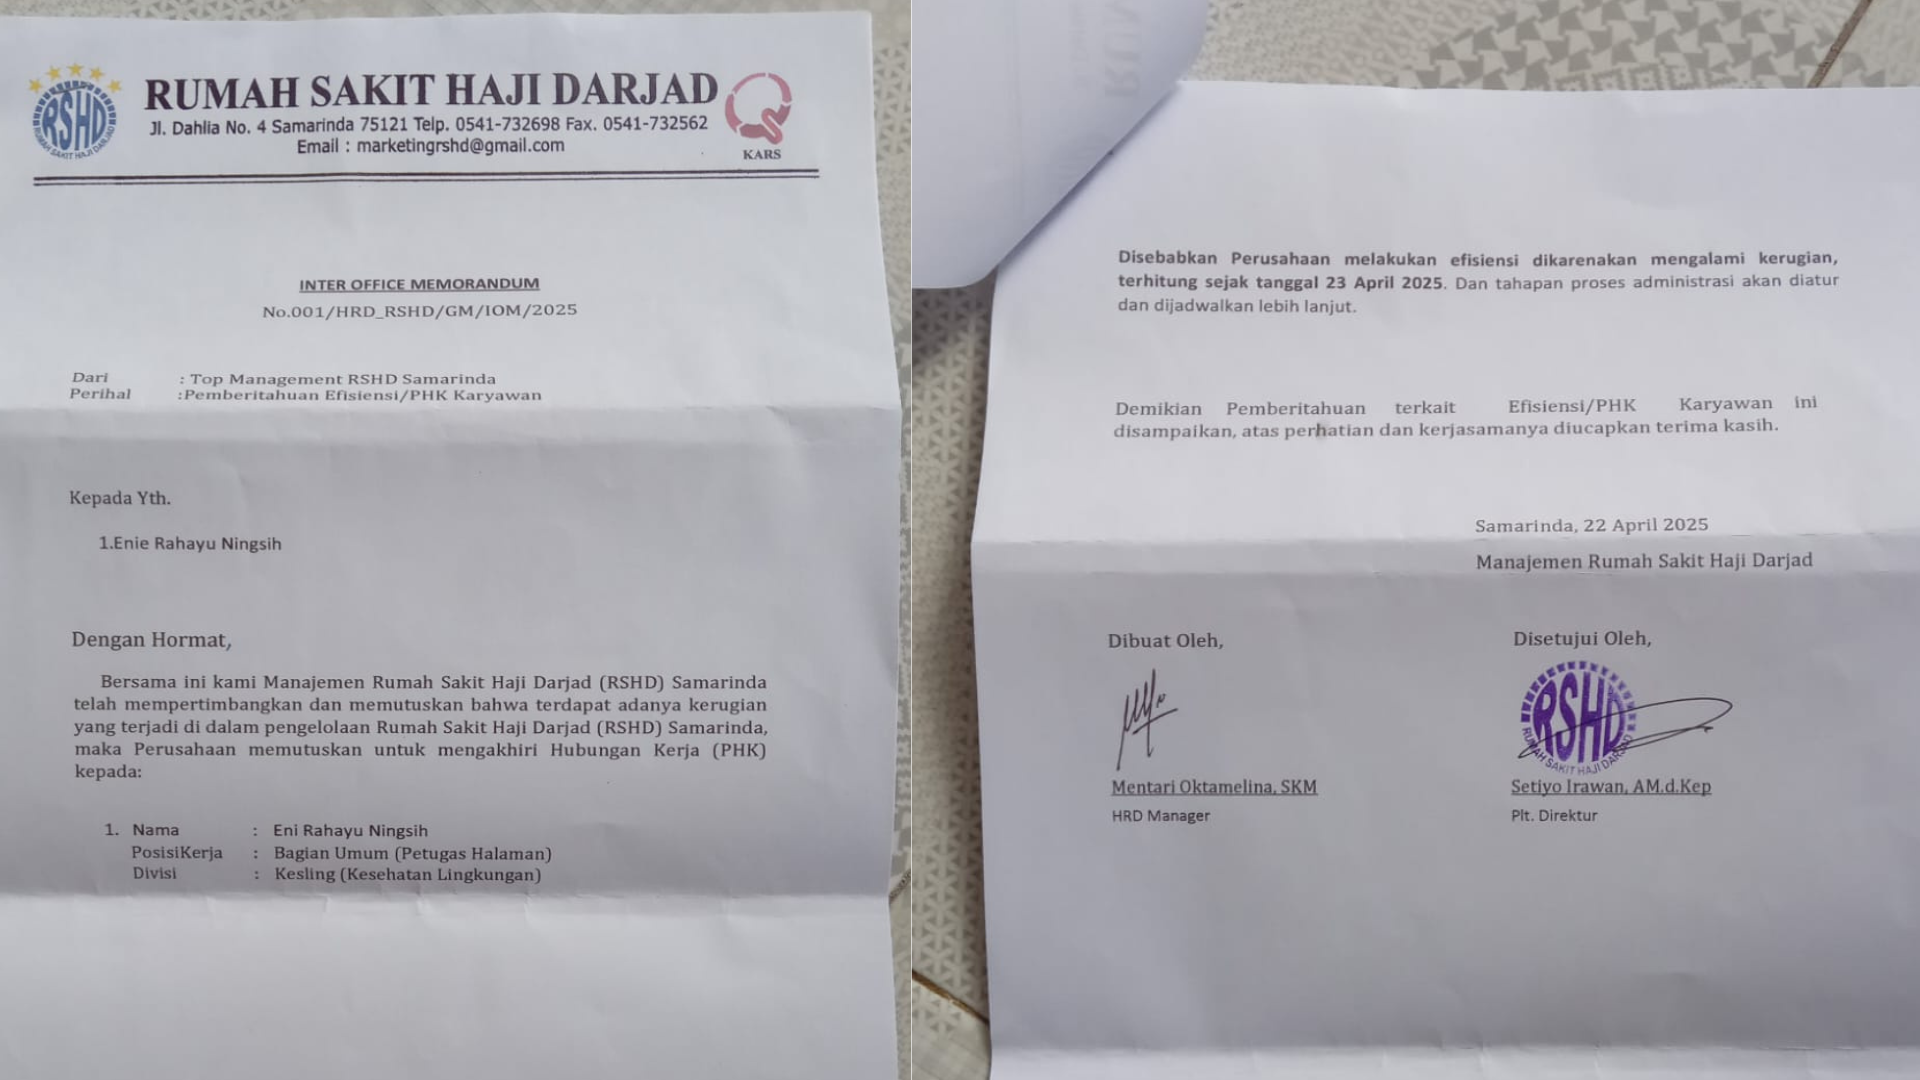 RUMAH SAKIT HAJI DARJAD
Jl. Dahlia No. 4 Samarinda 75121 Telp. 0541-732698 Fax. 0541-732562
Email : marketingrshd@gmail.com
RSHD
RUMAH SAKIT HAJI DARJAD
KARS
INTER OFFICE MEMORANDUM
No.001/HRD_RSHD/GM/IOM/2025
Dari : Top Management RSHD Samarinda
Perihal :Pemberitahuan Efisiensi/PHK Karyawan
Kepada Yth.
1.Enie Rahayu Ningsih
Dengan Hormat,
Bersama ini kami Manajemen Rumah Sakit Haji Darjad (RSHD) Samarinda
telah mempertimbangkan dan memutuskan bahwa terdapat adanya kerugian
yang terjadi di dalam pengelolaan Rumah Sakit Haji Darjad (RSHD) Samarinda,
maka Perusahaan memutuskan untuk mengakhiri Hubungan Kerja (PHK)
kepada:
1. Nama : Eni Rahayu Ningsih
PosisiKerja : Bagian Umum (Petugas Halaman)
Divisi : Kesling (Kesehatan Lingkungan)
Disebabkan Perusahaan melakukan efisiensi dikarenakan mengalami kerugian,
terhitung sejak tanggal 23 April 2025. Dan tahapan proses administrasi akan diatur
dan dijadwalkan lebih lanjut.
Demikian Pemberitahuan terkait Efisiensi/PHK Karyawan ini
disampaikan, atas perhatian dan kerjasamanya diucapkan terima kasih.
Samarinda, 22 April 2025
Manajemen Rumah Sakit Haji Darjad
Dibuat Oleh,
Mentari Oktamelina, SKM
HRD Manager
Disetujui Oleh,
RSHD
RUMAH SAKIT HAJI DARJAD
Setiyo Irawan, AM.d.Kep
Plt. Direktur